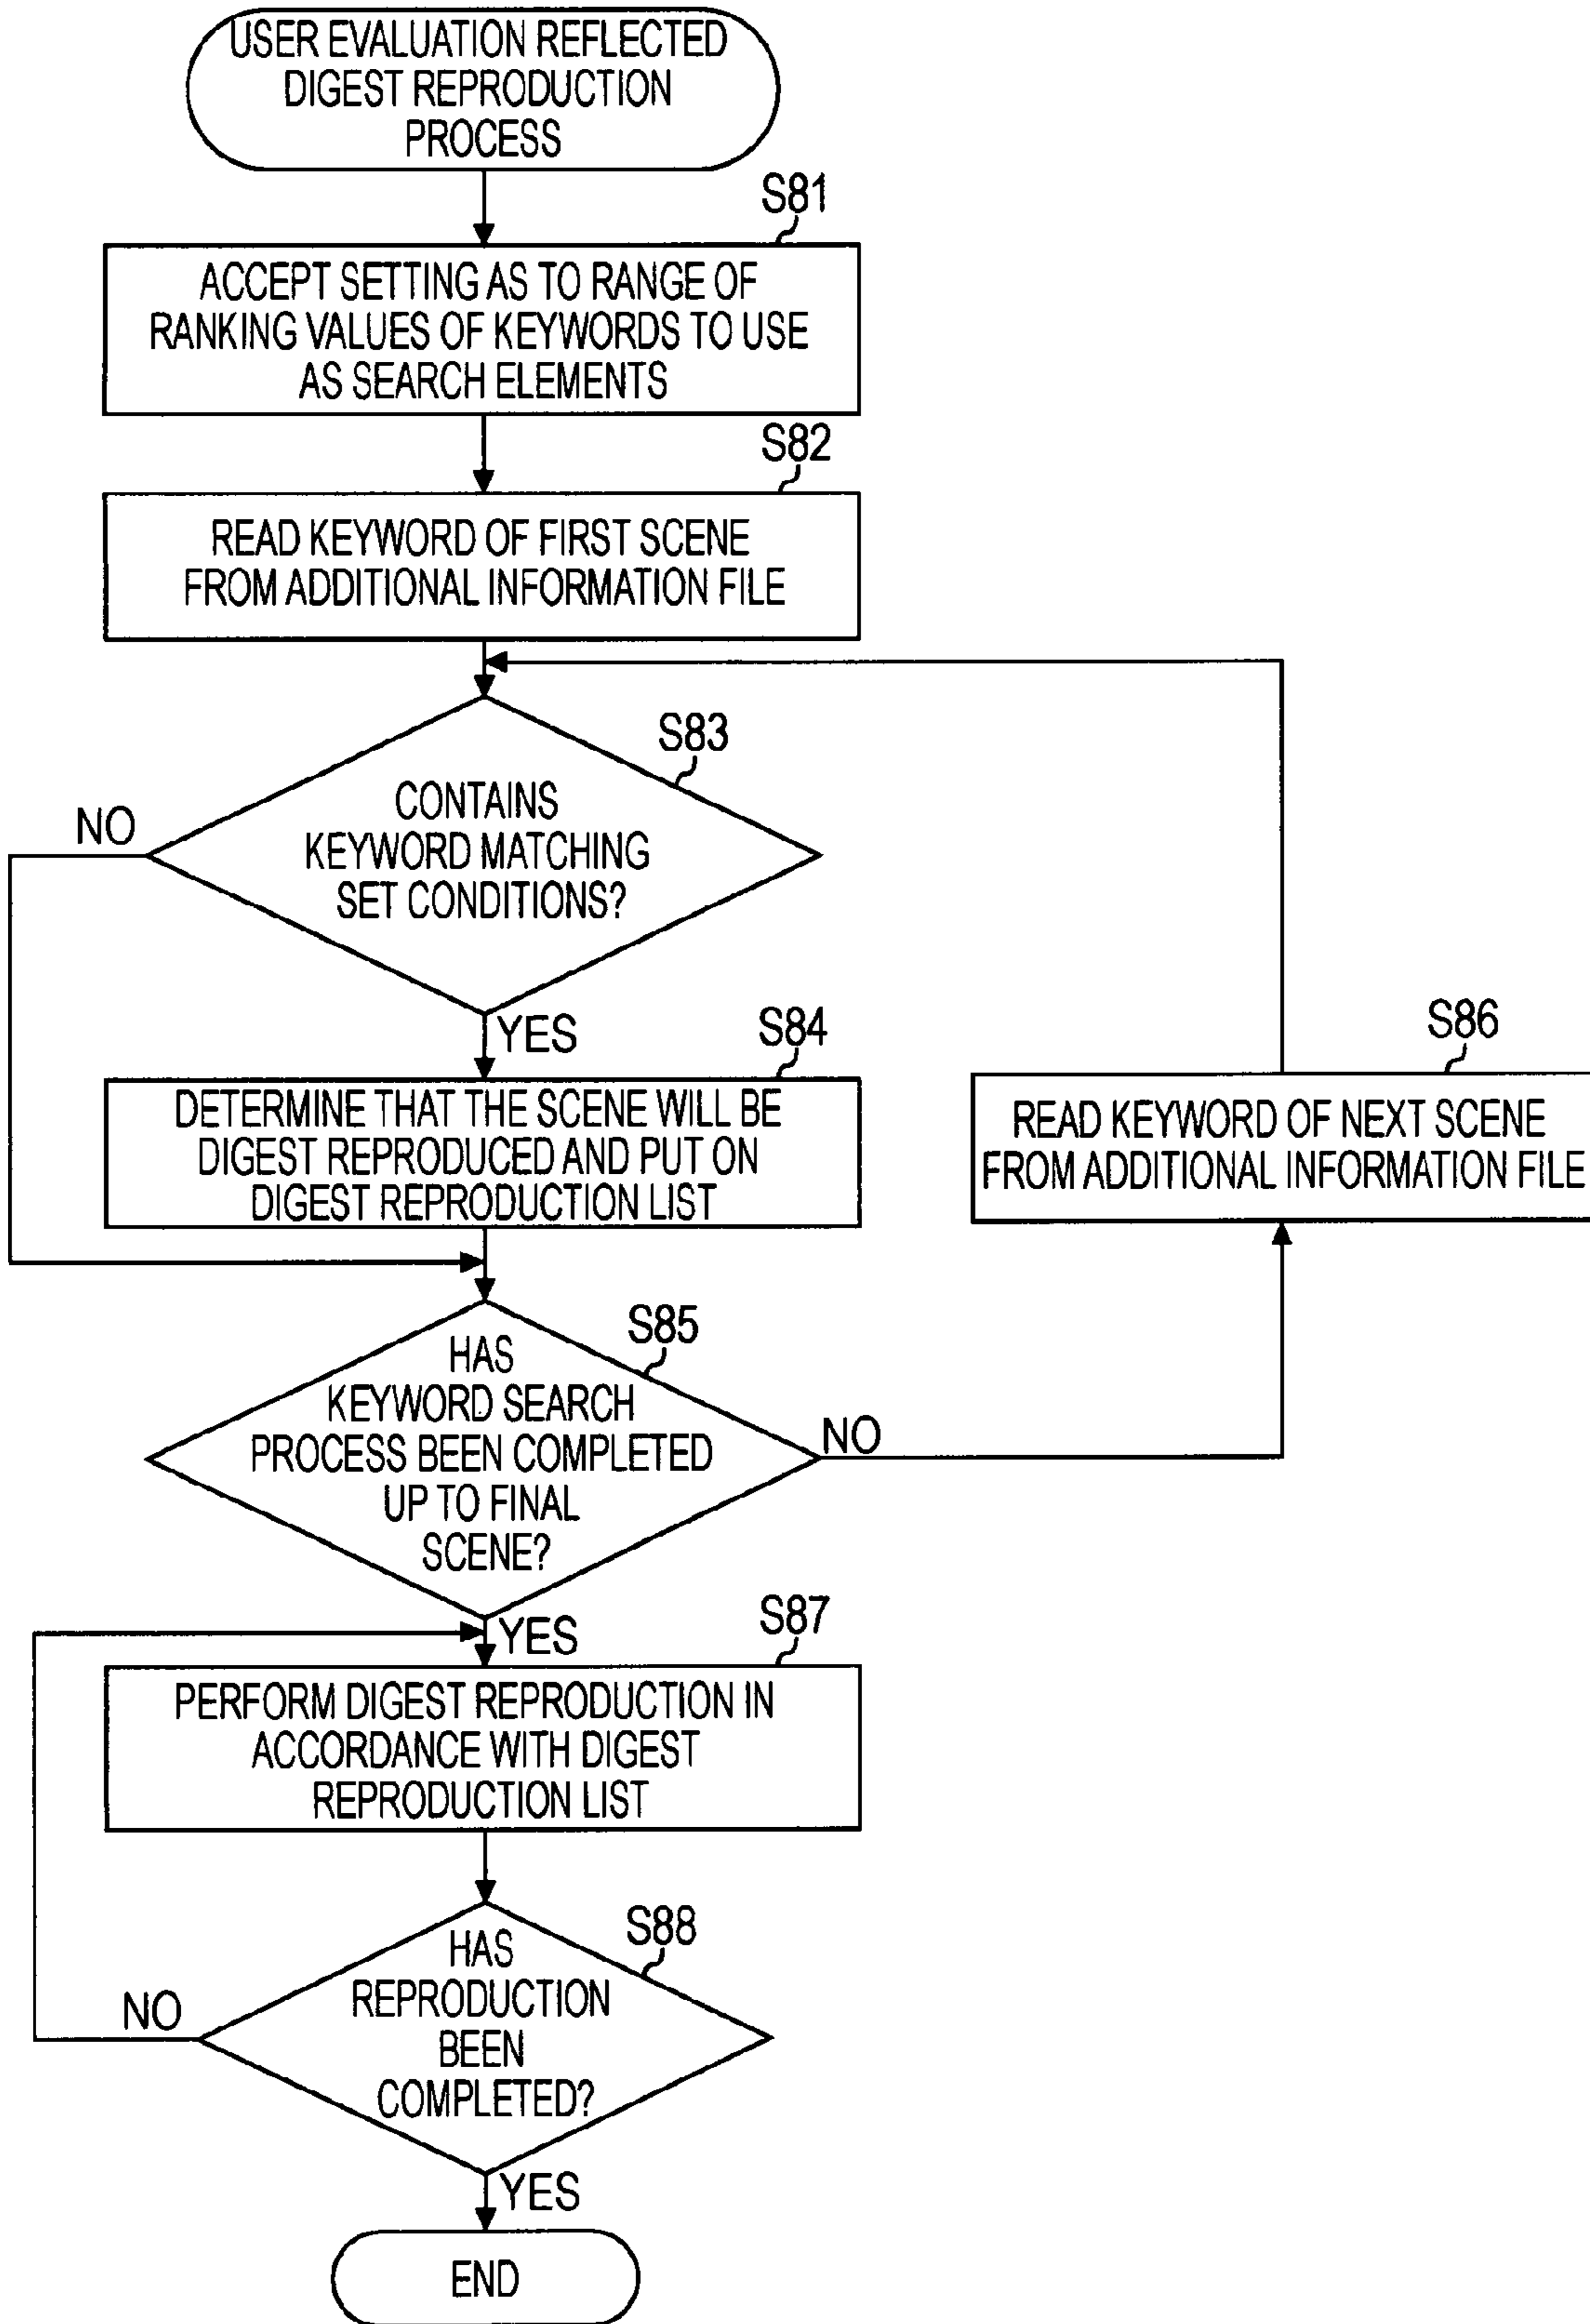 USER EVALUATION REFLECTED
DIGEST REPRODUCTION
PROCESS
S81
ACCEPT SETTING AS TO RANGE OF
RANKING VALUES OF KEYWORDS TO USE
AS SEARCH ELEMENTS
S82
READ KEYWORD OF FIRST SCENE
FROM ADDITIONAL INFORMATION FILE
S83
CONTAINS
KEYWORD MATCHING
SET CONDITIONS?
NO
YES
S84
DETERMINE THAT THE SCENE WILL BE
DIGEST REPRODUCED AND PUT ON
DIGEST REPRODUCTION LIST
S86
READ KEYWORD OF NEXT SCENE
FROM ADDITIONAL INFORMATION FILE
S85
HAS
KEYWORD SEARCH
PROCESS BEEN COMPLETED
UP TO FINAL
SCENE?
NO
YES
S87
PERFORM DIGEST REPRODUCTION IN
ACCORDANCE WITH DIGEST
REPRODUCTION LIST
S88
HAS
REPRODUCTION
BEEN
COMPLETED?
NO
YES
END